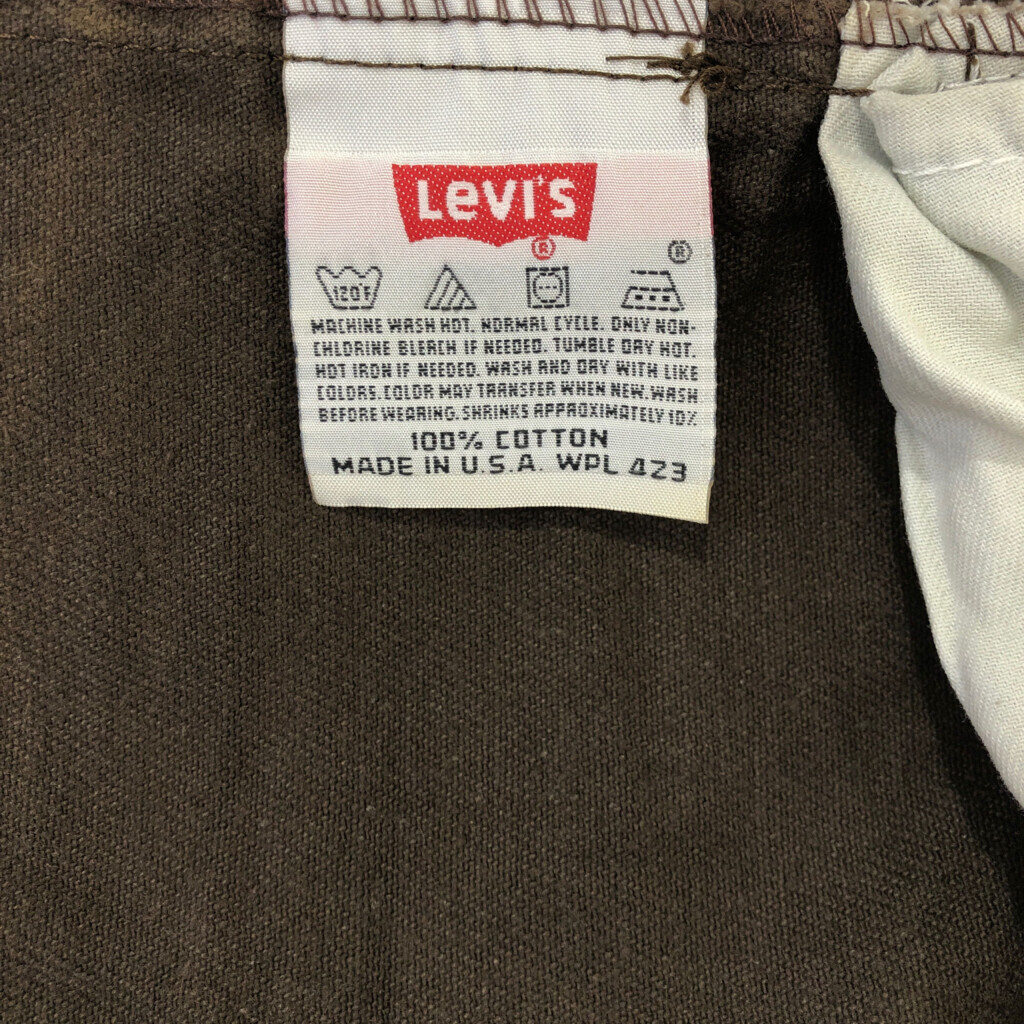 LEVI'S
®
®
120°F
MACHINE WASH HOT. NORMAL CYCLE. ONLY NON-
CHLORINE BLEACH IF NEEDED. TUMBLE DRY HOT.
HOT IRON IF NEEDED. WASH AND DRY WITH LIKE
COLORS. COLOR MAY TRANSFER WHEN NEW. WASH
BEFORE WEARING. SHRINKS APPROXIMATELY 10%
100% COTTON
MADE IN U.S.A. WPL 423